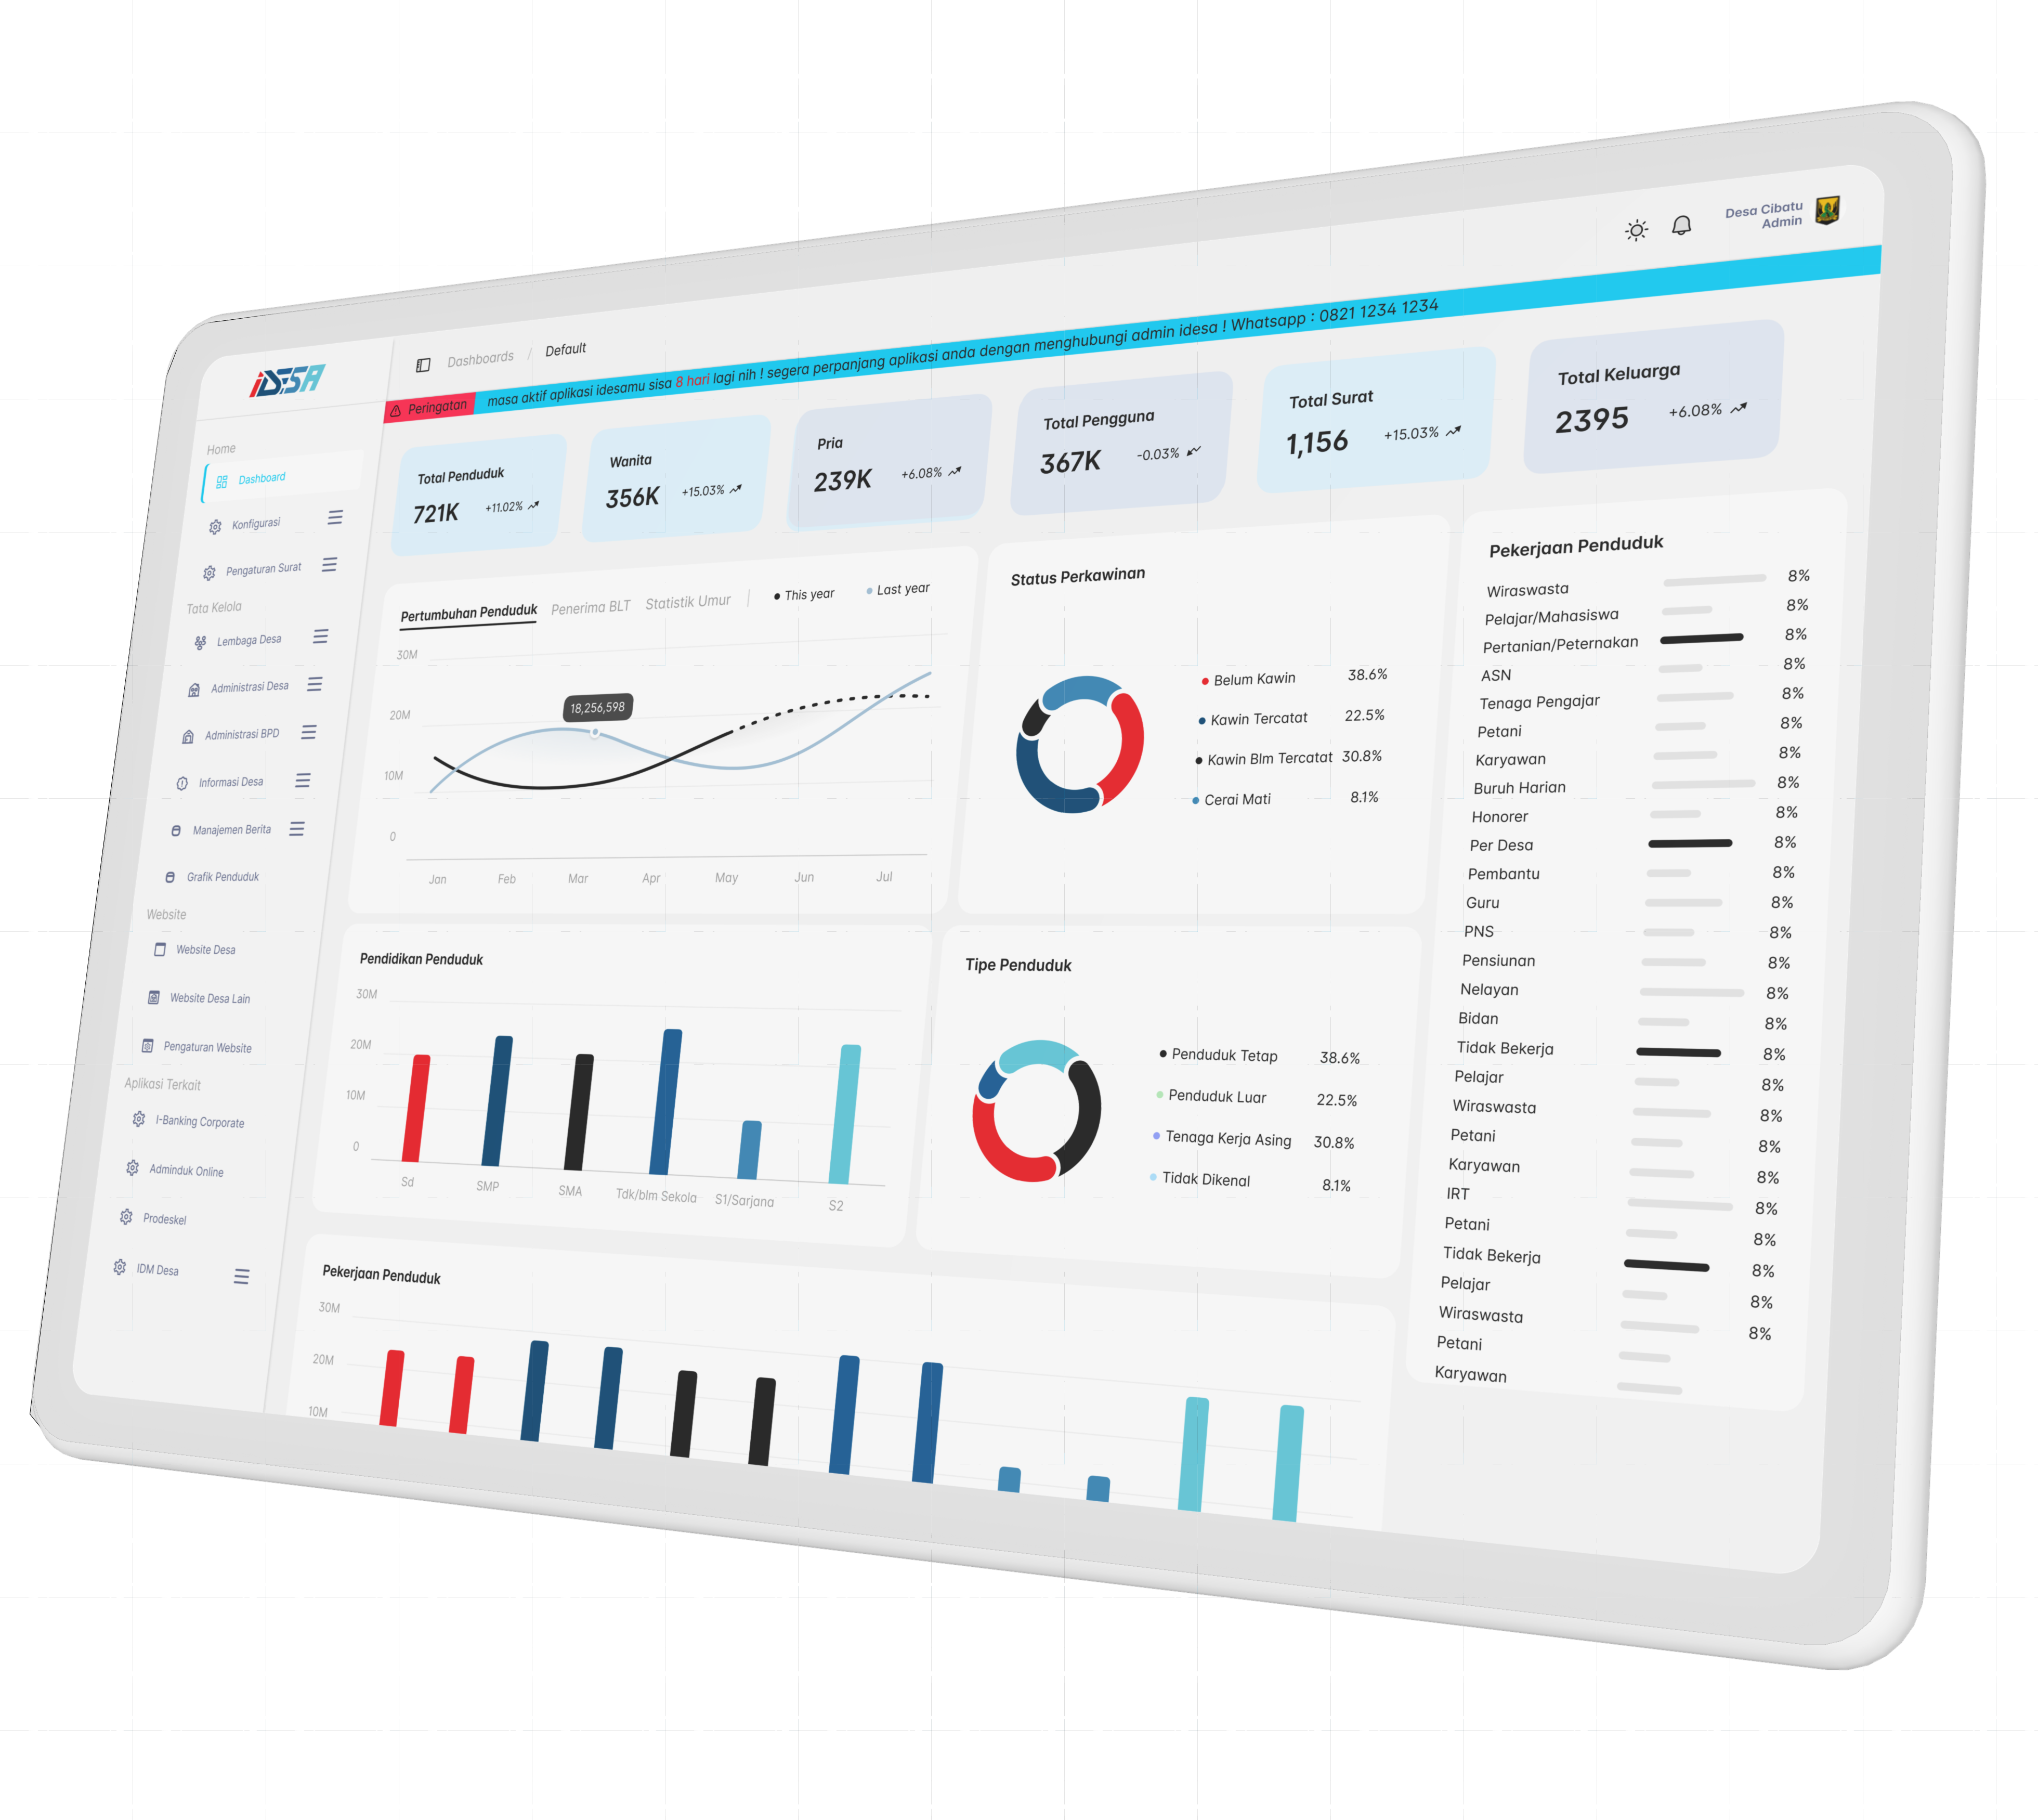 iDESA
Home
Dashboard
Konfigurasi
Pengaturan Surat
Tata Kelola
Lembaga Desa
Administrasi Desa
Administrasi BPD
Informasi Desa
Manajemen Berita
Grafik Penduduk
Website
Website Desa
Website Desa Lain
Pengaturan Website
Aplikasi Terkait
I-Banking Corporate
Adminduk Online
Prodeskel
IDM Desa
Dashboards / Default
Desa Cibatu
Admin
Peringatan masa aktif aplikasi idesamu sisa 8 hari lagi nih ! segera perpanjang aplikasi anda dengan menghubungi admin idesa ! Whatsapp : 0821 1234 1234
Total Penduduk
721K +11.02%
Wanita
356K +15.03%
Pria
239K +6.08%
Total Pengguna
367K -0.03%
Total Surat
1,156 +15.03%
Total Keluarga
2395 +6.08%
Pertumbuhan Penduduk Penerima BLT Statistik Umur | This year Last year
30M
20M
10M
0
18,256,598
Jan Feb Mar Apr May Jun Jul
Status Perkawinan
Belum Kawin 38.6%
Kawin Tercatat 22.5%
Kawin Blm Tercatat 30.8%
Cerai Mati 8.1%
Pendidikan Penduduk
30M
20M
10M
0
Sd SMP SMA Tdk/blm Sekola S1/Sarjana S2
Tipe Penduduk
Penduduk Tetap 38.6%
Penduduk Luar 22.5%
Tenaga Kerja Asing 30.8%
Tidak Dikenal 8.1%
Pekerjaan Penduduk
30M
20M
10M
Pekerjaan Penduduk
Wiraswasta 8%
Pelajar/Mahasiswa 8%
Pertanian/Peternakan 8%
ASN 8%
Tenaga Pengajar 8%
Petani 8%
Karyawan 8%
Buruh Harian 8%
Honorer 8%
Per Desa 8%
Pembantu 8%
Guru 8%
PNS 8%
Pensiunan 8%
Nelayan 8%
Bidan 8%
Tidak Bekerja 8%
Pelajar 8%
Wiraswasta 8%
Petani 8%
Karyawan 8%
IRT 8%
Petani 8%
Tidak Bekerja 8%
Pelajar 8%
Wiraswasta 8%
Petani
Karyawan